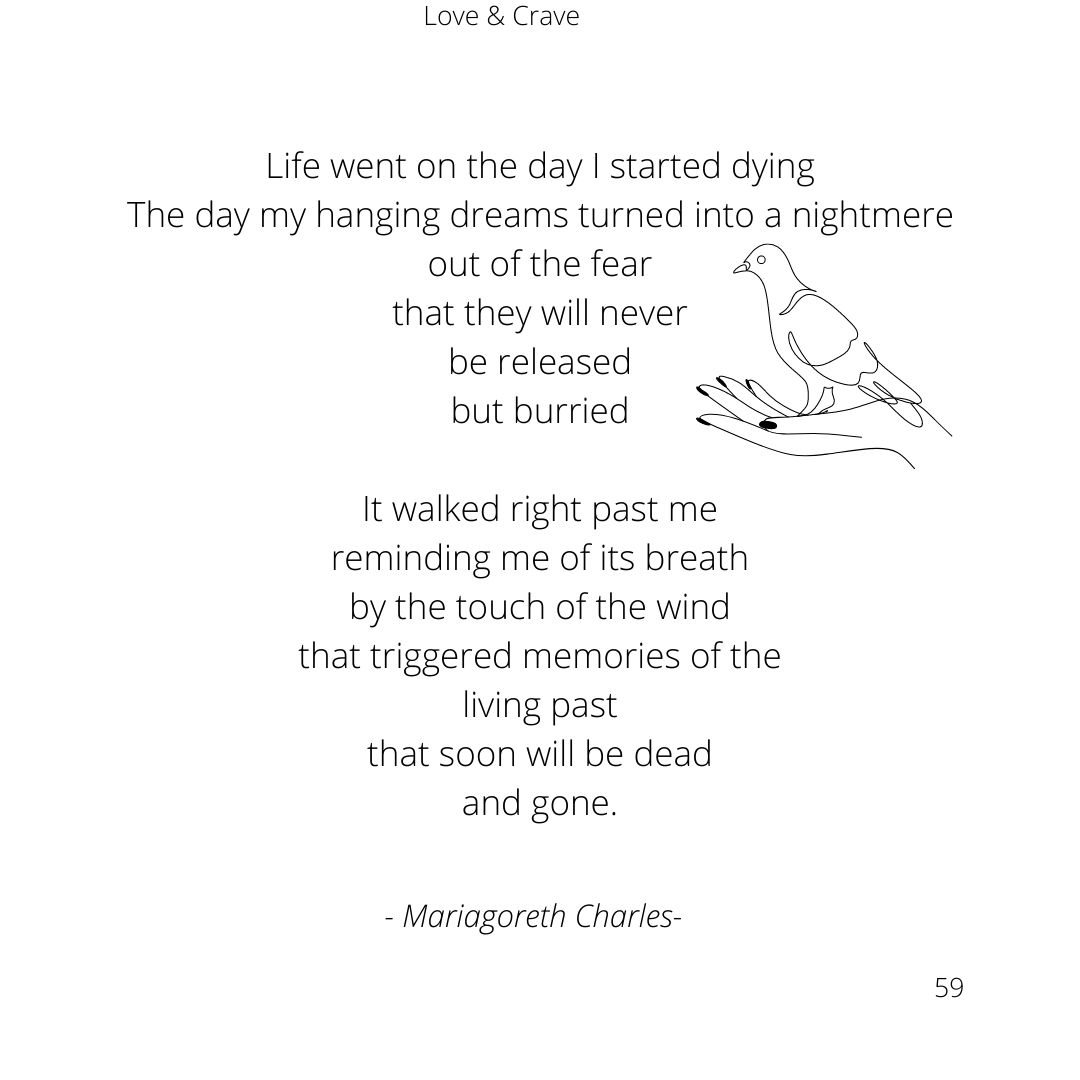 Love & Crave
Life went on the day I started dying
The day my hanging dreams turned into a nightmere
out of the fear
that they will never
be released
but burried
It walked right past me
reminding me of its breath
by the touch of the wind
that triggered memories of the
living past
that soon will be dead
and gone.
- Mariagoreth Charles-
59